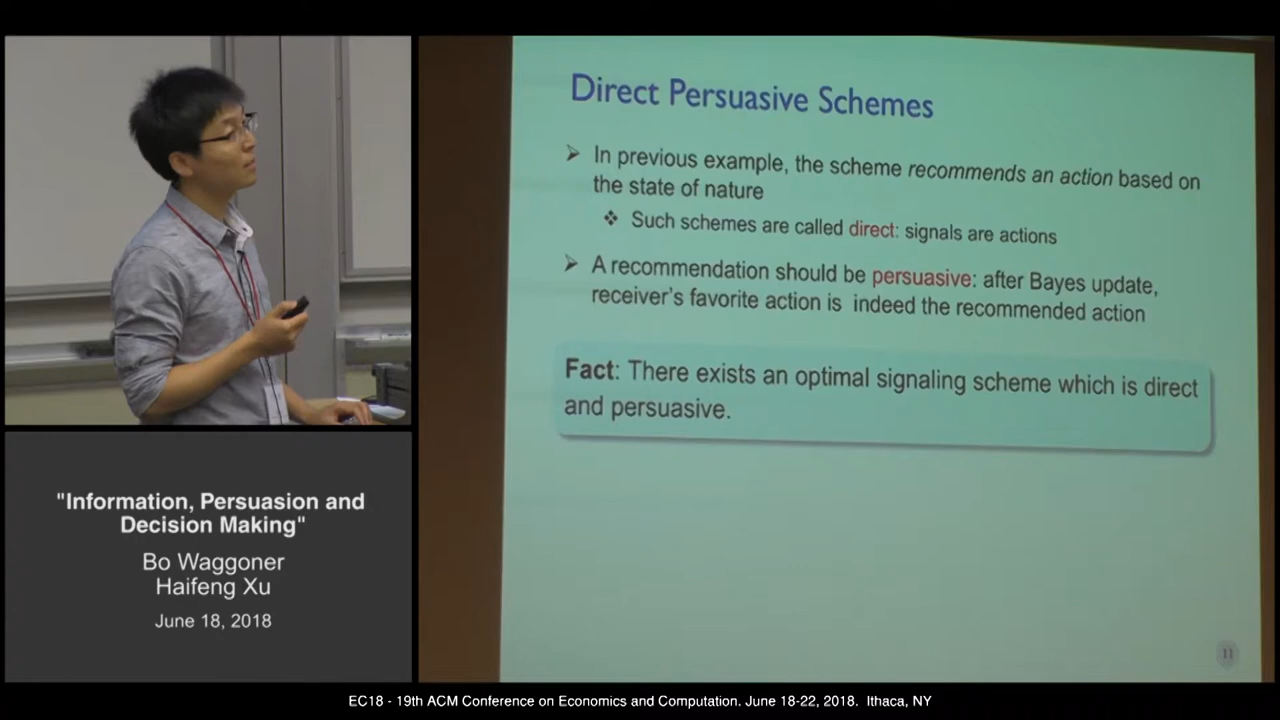 Direct Persuasive Schemes
➢ In previous example, the scheme recommends an action based on
the state of nature
❖ Such schemes are called direct: signals are actions
➢ A recommendation should be persuasive: after Bayes update,
receiver's favorite action is indeed the recommended action
Fact: There exists an optimal signaling scheme which is direct
and persuasive.
11
"Information, Persuasion and
Decision Making"
Bo Waggoner
Haifeng Xu
June 18, 2018
EC18 - 19th ACM Conference on Economics and Computation. June 18-22, 2018. Ithaca, NY